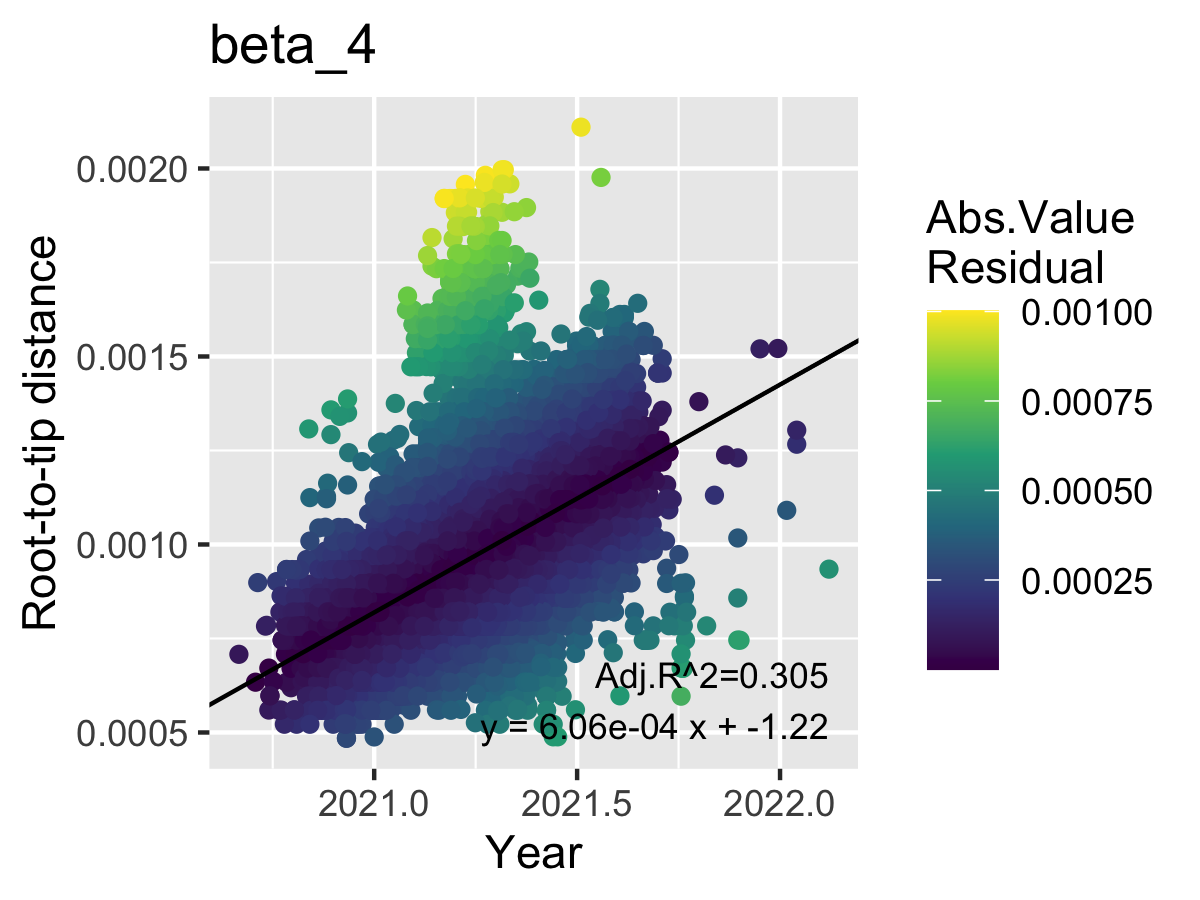 beta_4
Root-to-tip distance
0.0020
0.0015
0.0010
0.0005
Adj.R^2=0.305
y = 6.06e-04 x + -1.22
2021.0
2021.5
2022.0
Year
Abs.Value
Residual
0.00100
0.00075
0.00050
0.00025